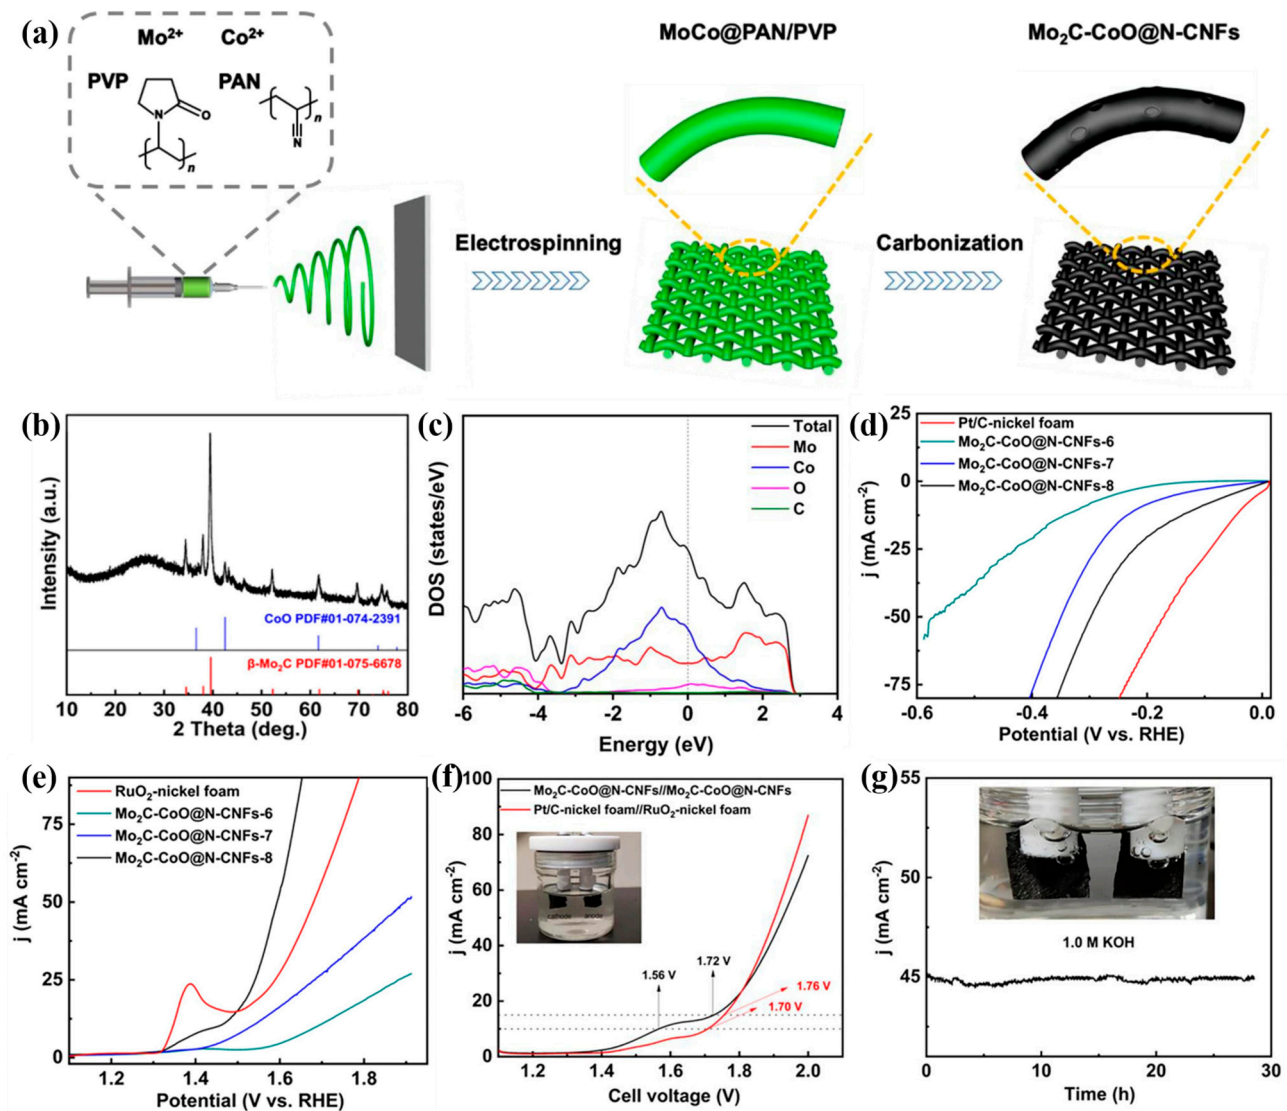 (a)
Mo²⁺ Co²⁺
PVP PAN
N O n
N n
MoCo@PAN/PVP
Mo₂C-CoO@N-CNFs
Electrospinning
Carbonization
(b)
Intensity (a.u.)
CoO PDF#01-074-2391
β-Mo₂C PDF#01-075-6678
10 20 30 40 50 60 70 80
2 Theta (deg.)
(c)
DOS (states/eV)
Total
Mo
Co
O
C
-6 -4 -2 0 2 4
Energy (eV)
(d)
j (mA cm⁻²)
25
0
-25
-50
-75
Pt/C-nickel foam
Mo₂C-CoO@N-CNFs-6
Mo₂C-CoO@N-CNFs-7
Mo₂C-CoO@N-CNFs-8
-0.6 -0.4 -0.2 0.0
Potential (V vs. RHE)
(e)
j (mA cm⁻²)
75
50
25
0
RuO₂-nickel foam
Mo₂C-CoO@N-CNFs-6
Mo₂C-CoO@N-CNFs-7
Mo₂C-CoO@N-CNFs-8
1.2 1.4 1.6 1.8
Potential (V vs. RHE)
(f)
j (mA cm⁻²)
100
80
60
40
20
0
Mo₂C-CoO@N-CNFs//Mo₂C-CoO@N-CNFs
Pt/C-nickel foam//RuO₂-nickel foam
cathode anode
1.56 V
1.72 V
1.76 V
1.70 V
1.2 1.4 1.6 1.8 2.0
Cell voltage (V)
(g)
j (mA cm⁻²)
55
50
45
1.0 M KOH
0 10 20 30
Time (h)